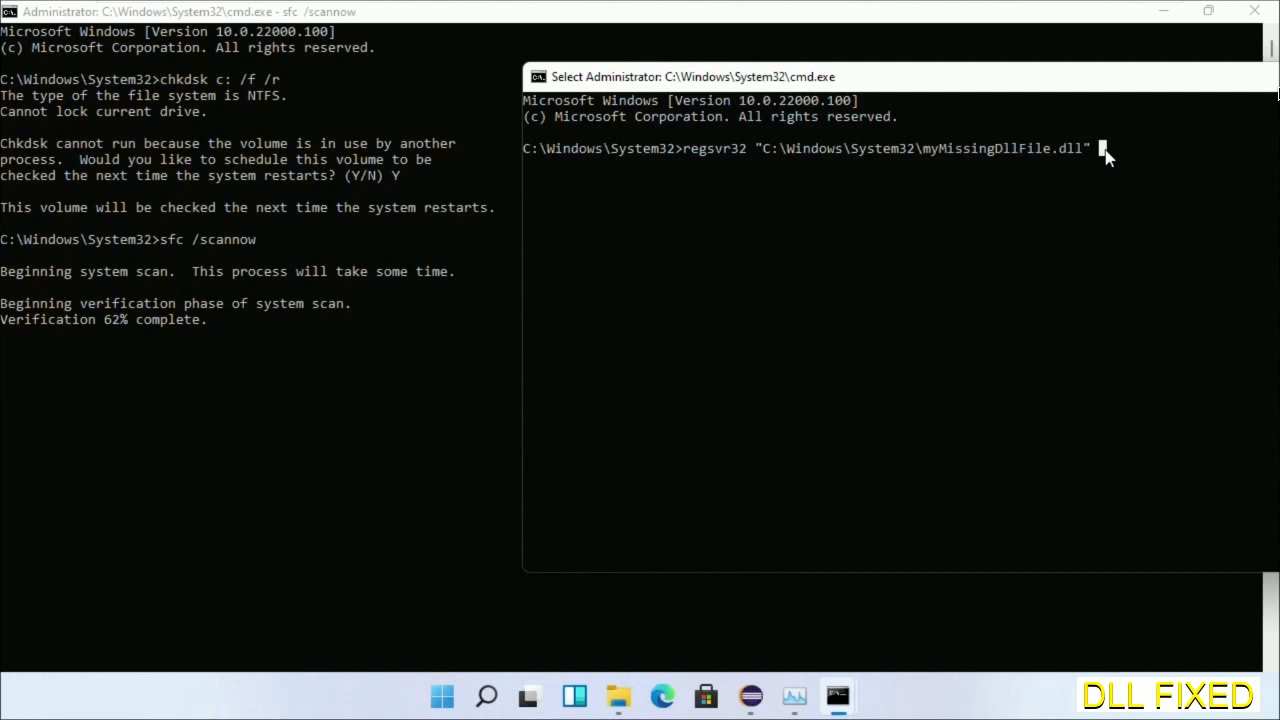 Administrator: C:\Windows\System32\cmd.exe - sfc /scannow
Microsoft Windows [Version 10.0.22000.100]
(c) Microsoft Corporation. All rights reserved.
C:\Windows\System32>chkdsk c: /f /r
The type of the file system is NTFS.
Cannot lock current drive.
Chkdsk cannot run because the volume is in use by another
process.  Would you like to schedule this volume to be
checked the next time the system restarts? (Y/N) Y
This volume will be checked the next time the system restarts.
C:\Windows\System32>sfc /scannow
Beginning system scan.  This process will take some time.
Beginning verification phase of system scan.
Verification 62% complete.
Select Administrator: C:\Windows\System32\cmd.exe
Microsoft Windows [Version 10.0.22000.100]
(c) Microsoft Corporation. All rights reserved.
C:\Windows\System32>regsvr32 "C:\Windows\System32\myMissingDllFile.dll"
DLL FIXED